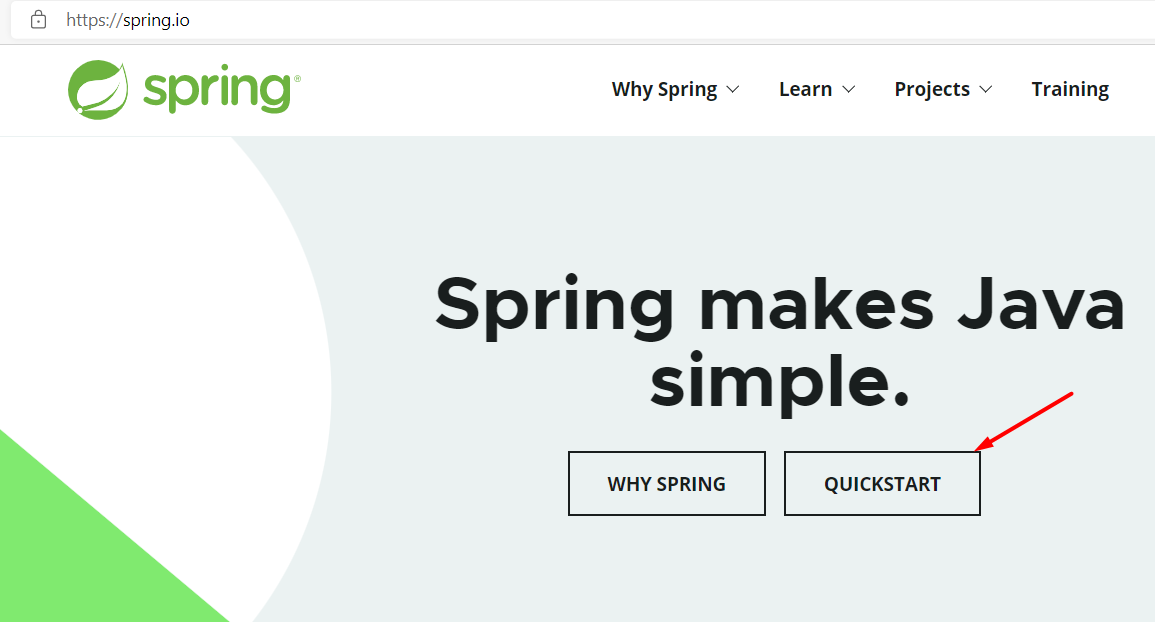 https://spring.io
spring®
Why Spring Learn Projects Training
Spring makes Java
simple.
WHY SPRING QUICKSTART